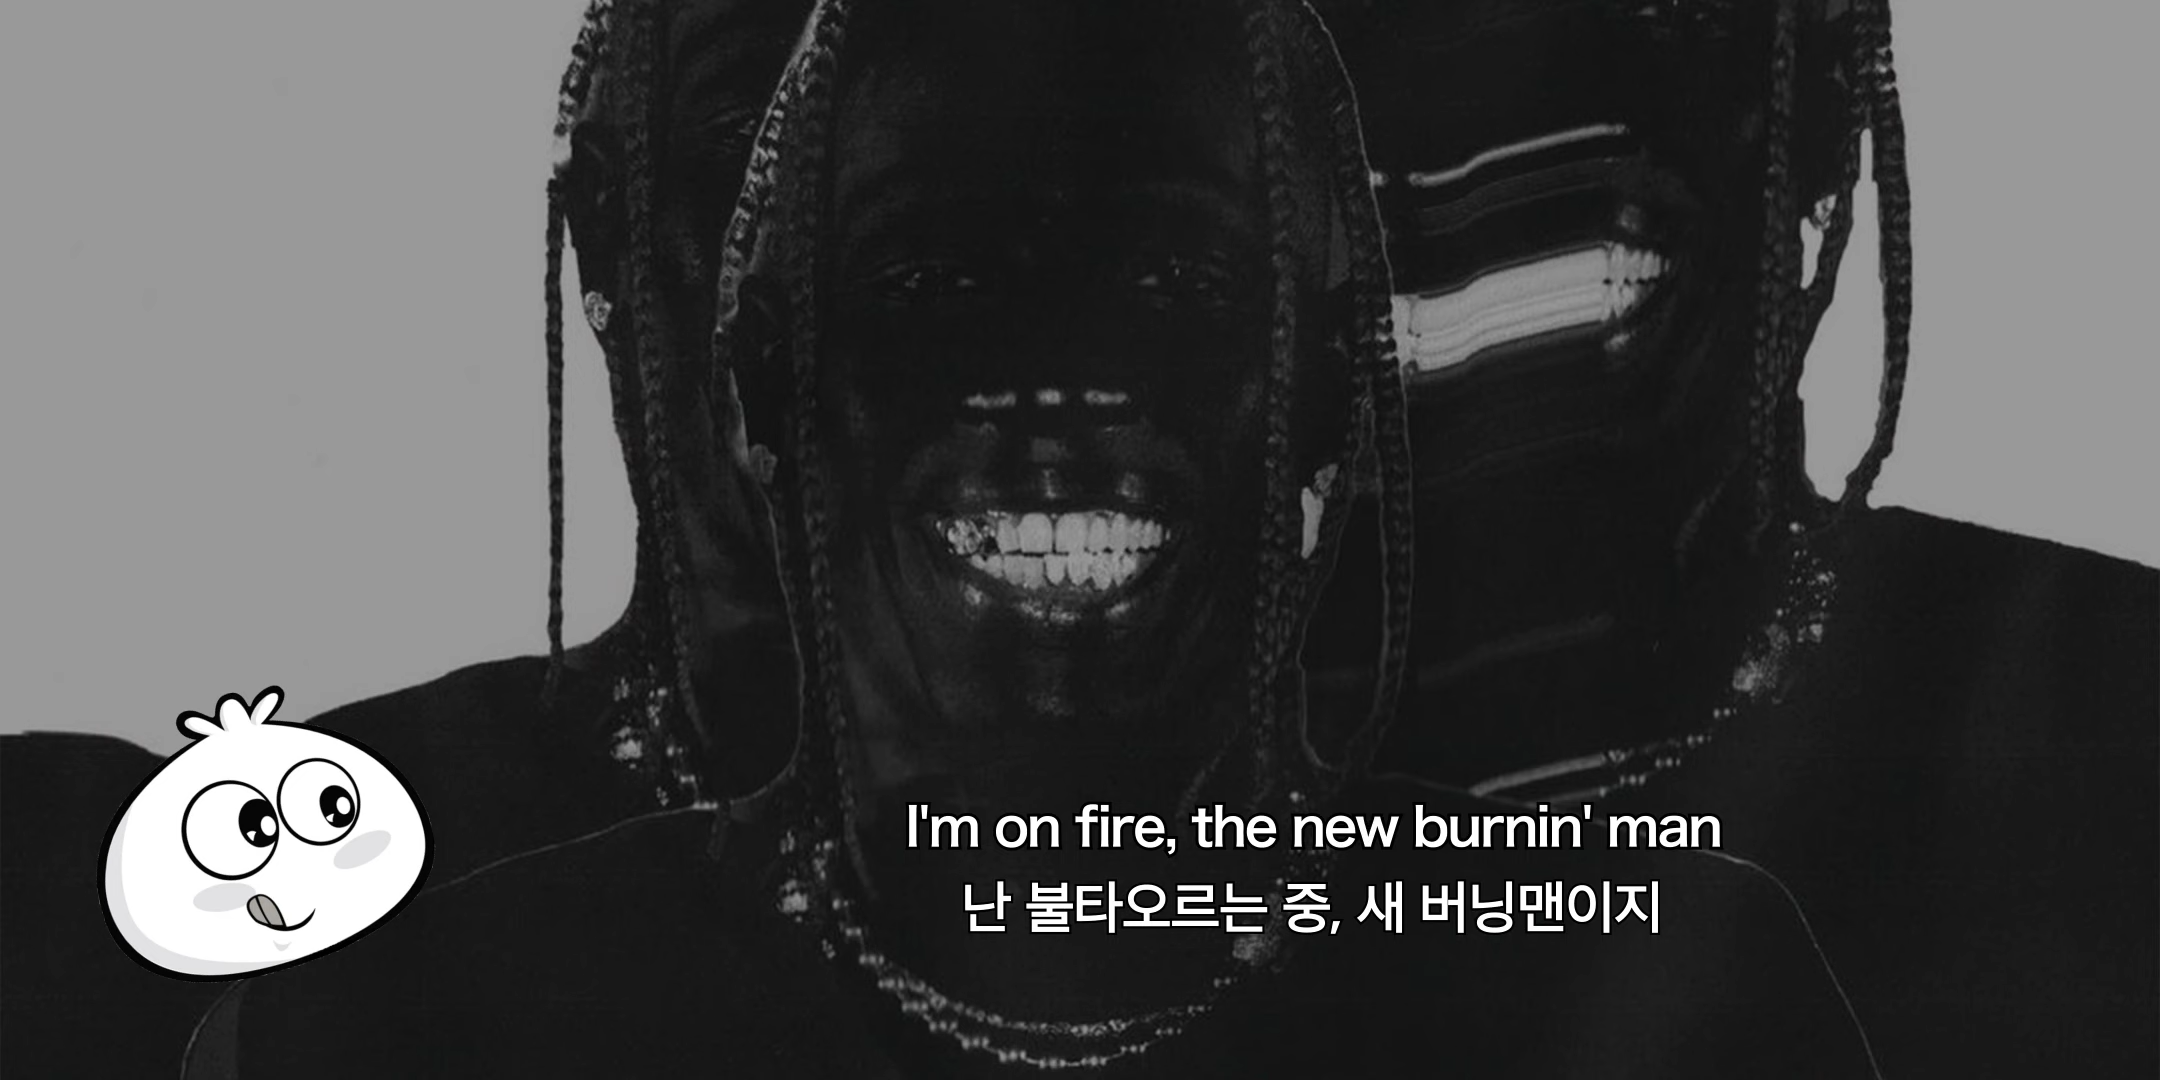 I'm on fire, the new burnin' man
난 불타오르는 중, 새 버닝맨이지